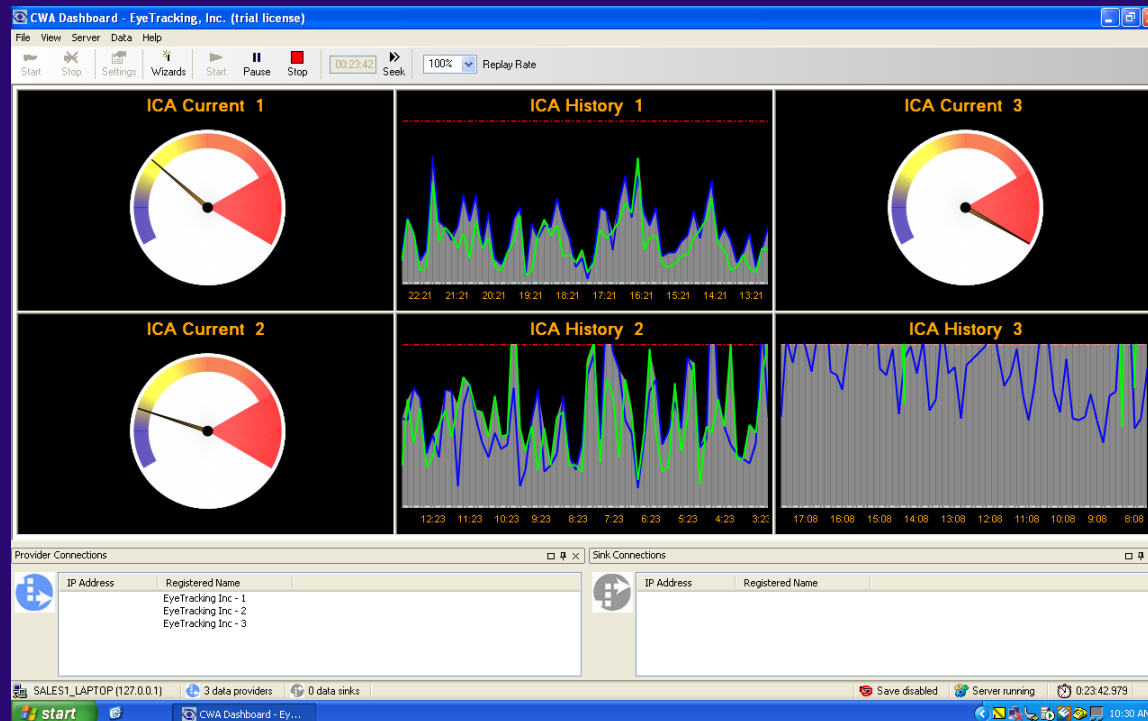 CWA Dashboard - EyeTracking, Inc. (trial license)
File View Server Data Help
Start Stop Settings Wizards Start Pause Stop 00:23:42 Seek 100% Replay Rate
ICA Current 1
ICA History 1
22:21 21:21 20:21 19:21 18:21 17:21 16:21 15:21 14:21 13:21
ICA Current 3
ICA Current 2
ICA History 2
12:23 11:23 10:23 9:23 8:23 7:23 6:23 5:23 4:23 3:23
ICA History 3
17:08 16:08 15:08 14:08 13:08 12:08 11:08 10:08 9:08 8:08
Provider Connections
IP Address Registered Name
EyeTracking Inc - 1
EyeTracking Inc - 2
EyeTracking Inc - 3
Sink Connections
IP Address Registered Name
SALES1_LAPTOP (127.0.0.1) 3 data providers 0 data sinks Save disabled Server running 0:23:42.979
start CWA Dashboard - Ey... 10:30 AM